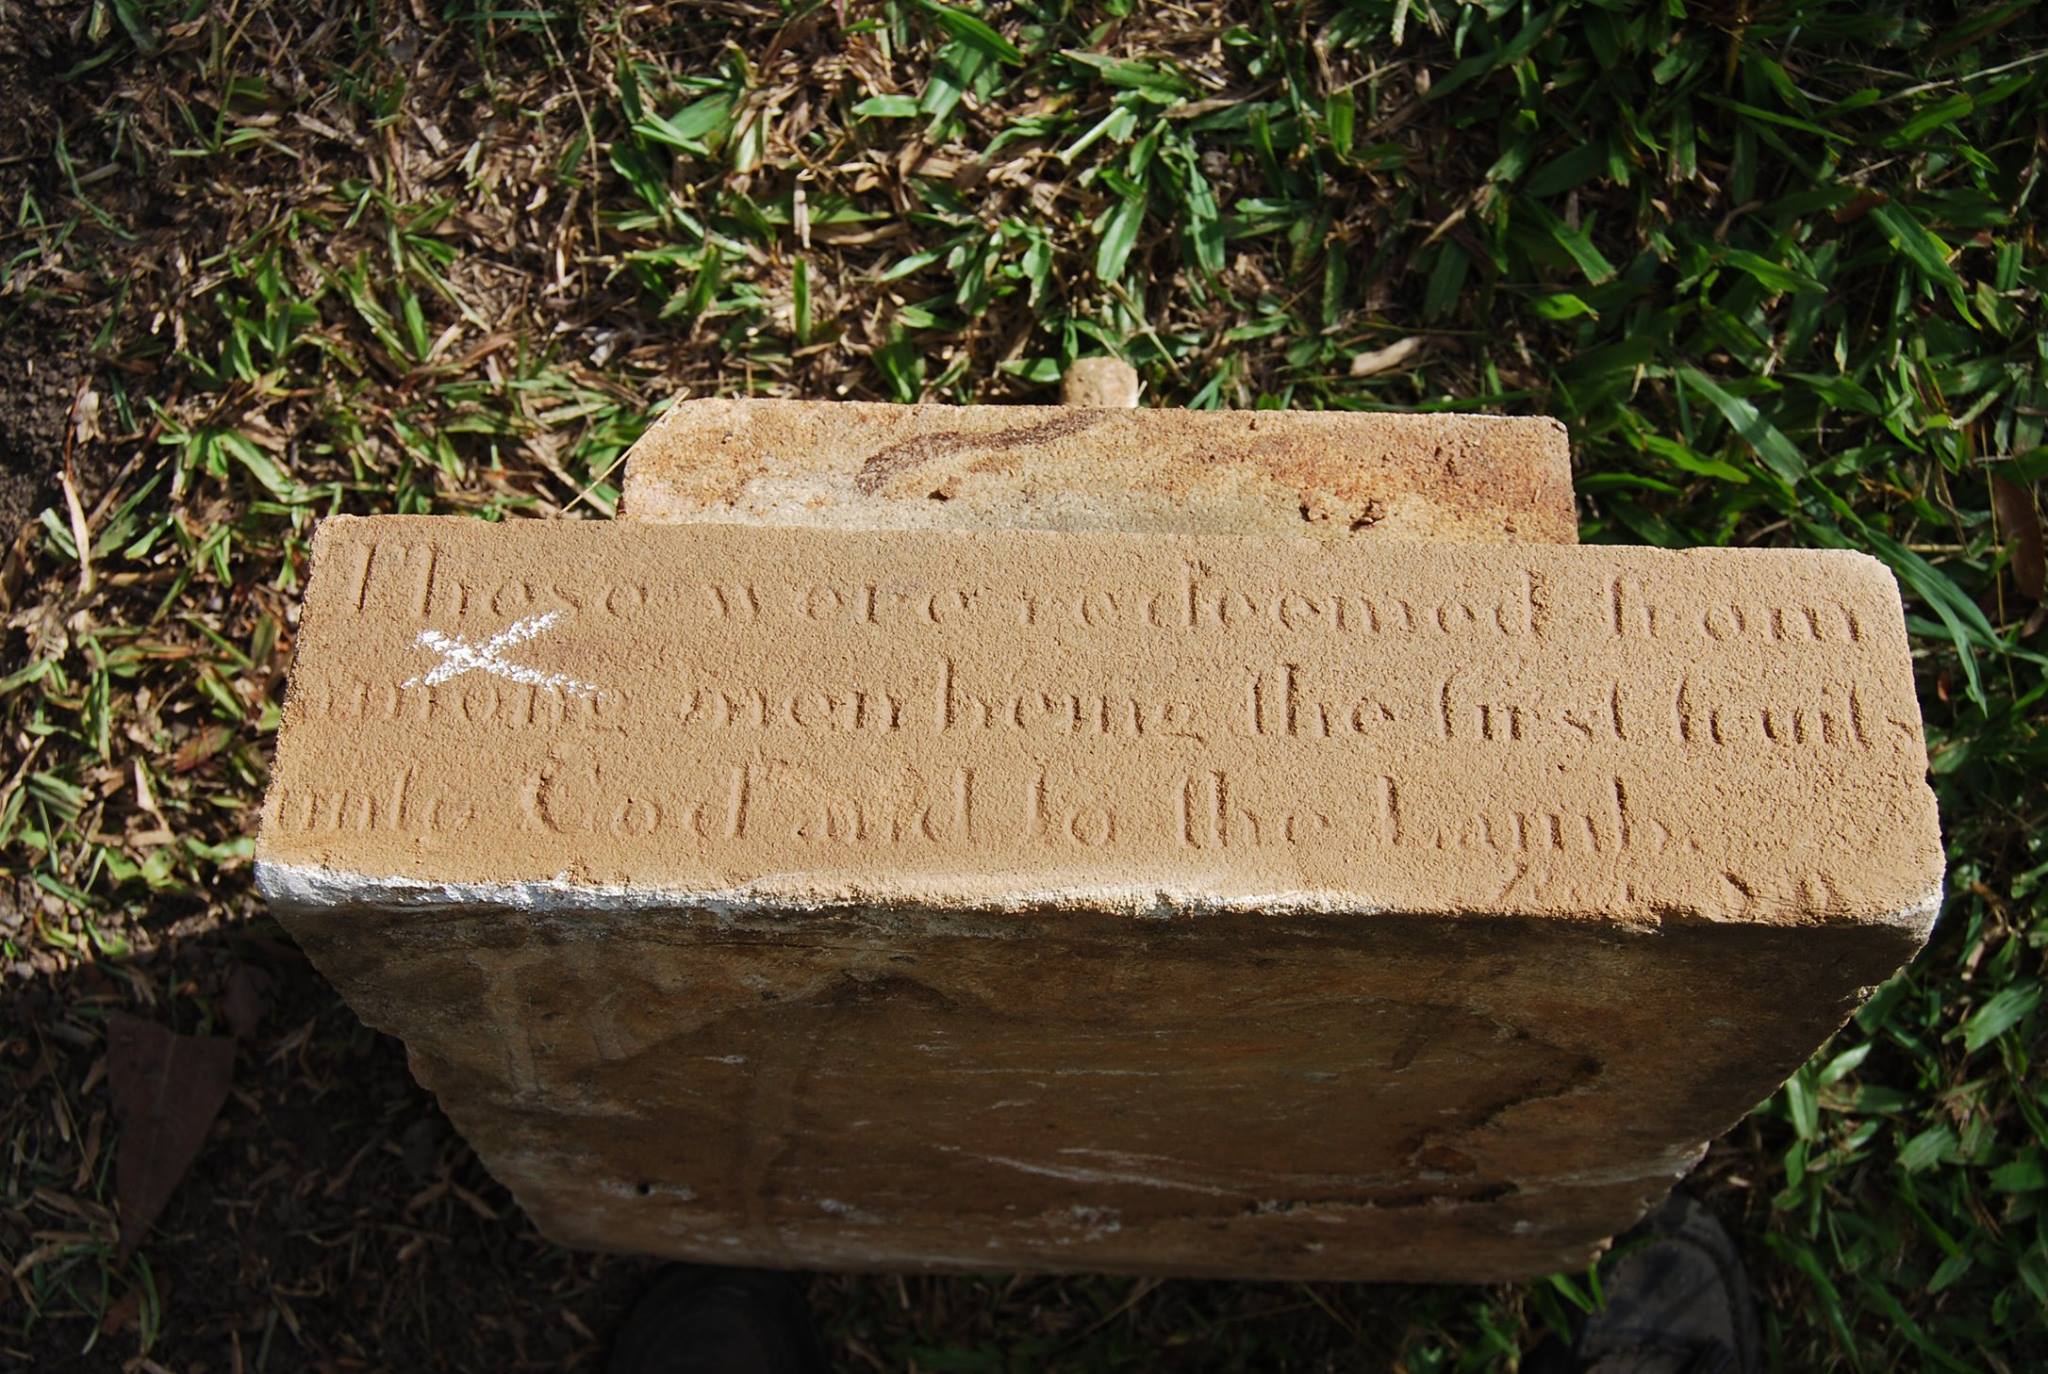 These were redeemed from
among men being the first fruits
unto God and to the Lamb.